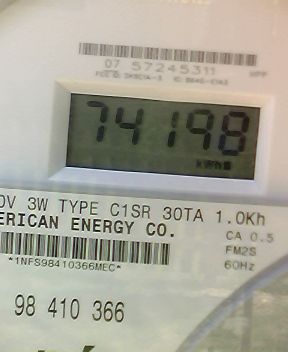 07 57245311
74198
kWh
0V 3W TYPE C1SR 30TA 1.0Kh
ERICAN ENERGY CO.
CA 0.5
FM2S
*1NFS98410366MEC*
60Hz
98 410 366